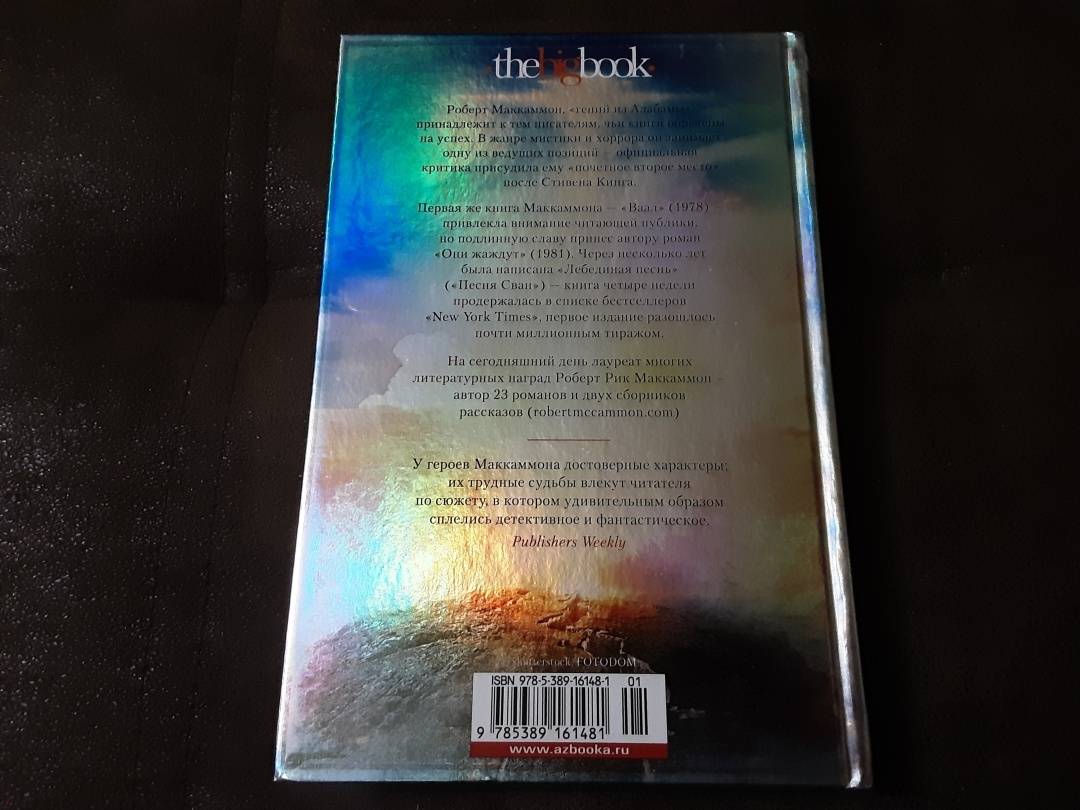 ·thebigbook·
Роберт Маккаммон, «гений из Алабамы»,
принадлежит к тем писателям, чьи книги обречены
на успех. В жанре мистики и хоррора он занимает
одну из ведущих позиций – официальная
критика присудила ему «почетное второе место»
после Стивена Кинга.
Первая же книга Маккаммона — «Ваал» (1978) –
привлекла внимание читающей публики,
но подлинную славу принес автору роман
«Они жаждут» (1981). Через несколько лет
была написана «Лебединая песнь»
(«Песня Сван») — книга четыре недели
продержалась в списке бестселлеров
«New York Times», первое издание разошлось
почти миллионным тиражом.
На сегодняшний день лауреат многих
литературных наград Роберт Рик Маккаммон –
автор 23 романов и двух сборников
рассказов (robertmccammon.com)
У героев Маккаммона достоверные характеры;
их трудные судьбы влекут читателя
по сюжету, в котором удивительным образом
сплелись детективное и фантастическое.
Publishers Weekly
shutterstock FOTODOM
ISBN 978-5-389-16148-1 01
9 785389 161481
www.azbooka.ru